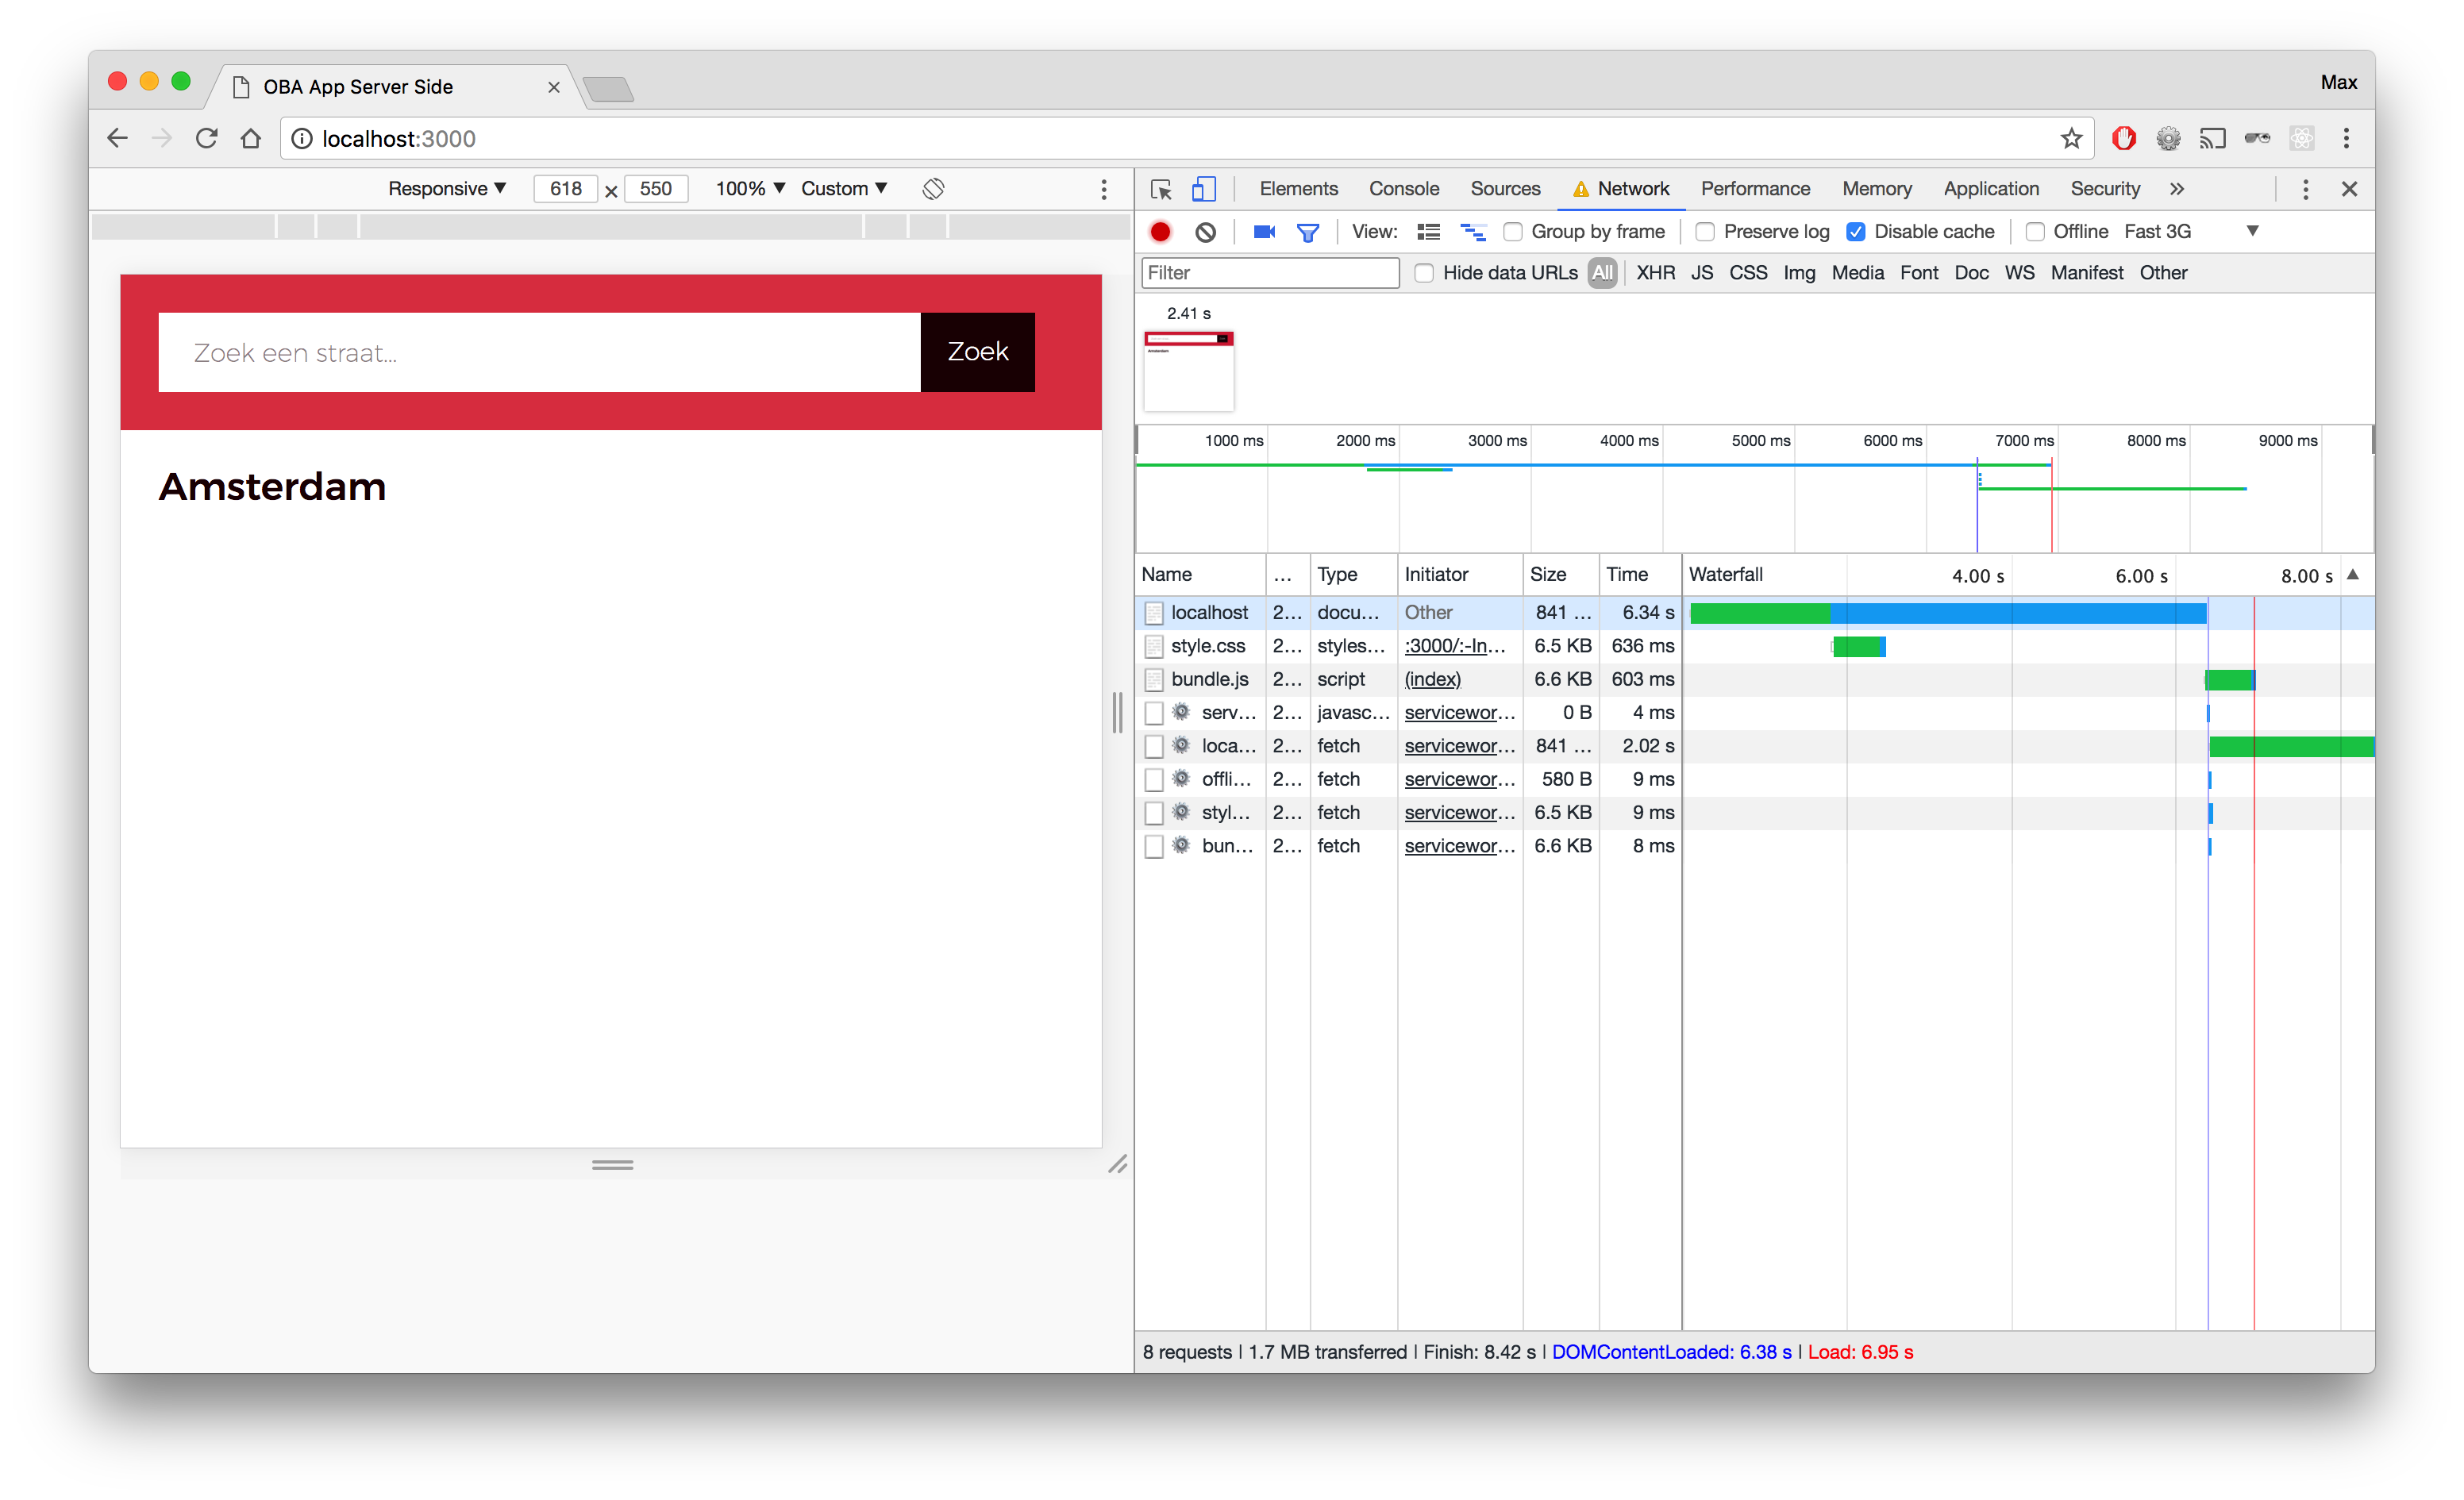 OBA App Server Side
Max
localhost:3000
Responsive ▼ 618 × 550 100% ▼ Custom ▼
Elements Console Sources Network Performance Memory Application Security »
View: Group by frame Preserve log Disable cache Offline Fast 3G ▼
Filter Hide data URLs All XHR JS CSS Img Media Font Doc WS Manifest Other
Zoek een straat... Zoek
Amsterdam
2.41 s
1000 ms 2000 ms 3000 ms 4000 ms 5000 ms 6000 ms 7000 ms 8000 ms 9000 ms
Name ... Type Initiator Size Time Waterfall 4.00 s 6.00 s 8.00 s ▲
localhost 2... docu... Other 841 ... 6.34 s
style.css 2... styles... :3000/:-In... 6.5 KB 636 ms
bundle.js 2... script (index) 6.6 KB 603 ms
serv... 2... javasc... servicewor... 0 B 4 ms
loca... 2... fetch servicewor... 841 ... 2.02 s
offli... 2... fetch servicewor... 580 B 9 ms
styl... 2... fetch servicewor... 6.5 KB 9 ms
bun... 2... fetch servicewor... 6.6 KB 8 ms
8 requests | 1.7 MB transferred | Finish: 8.42 s | DOMContentLoaded: 6.38 s | Load: 6.95 s